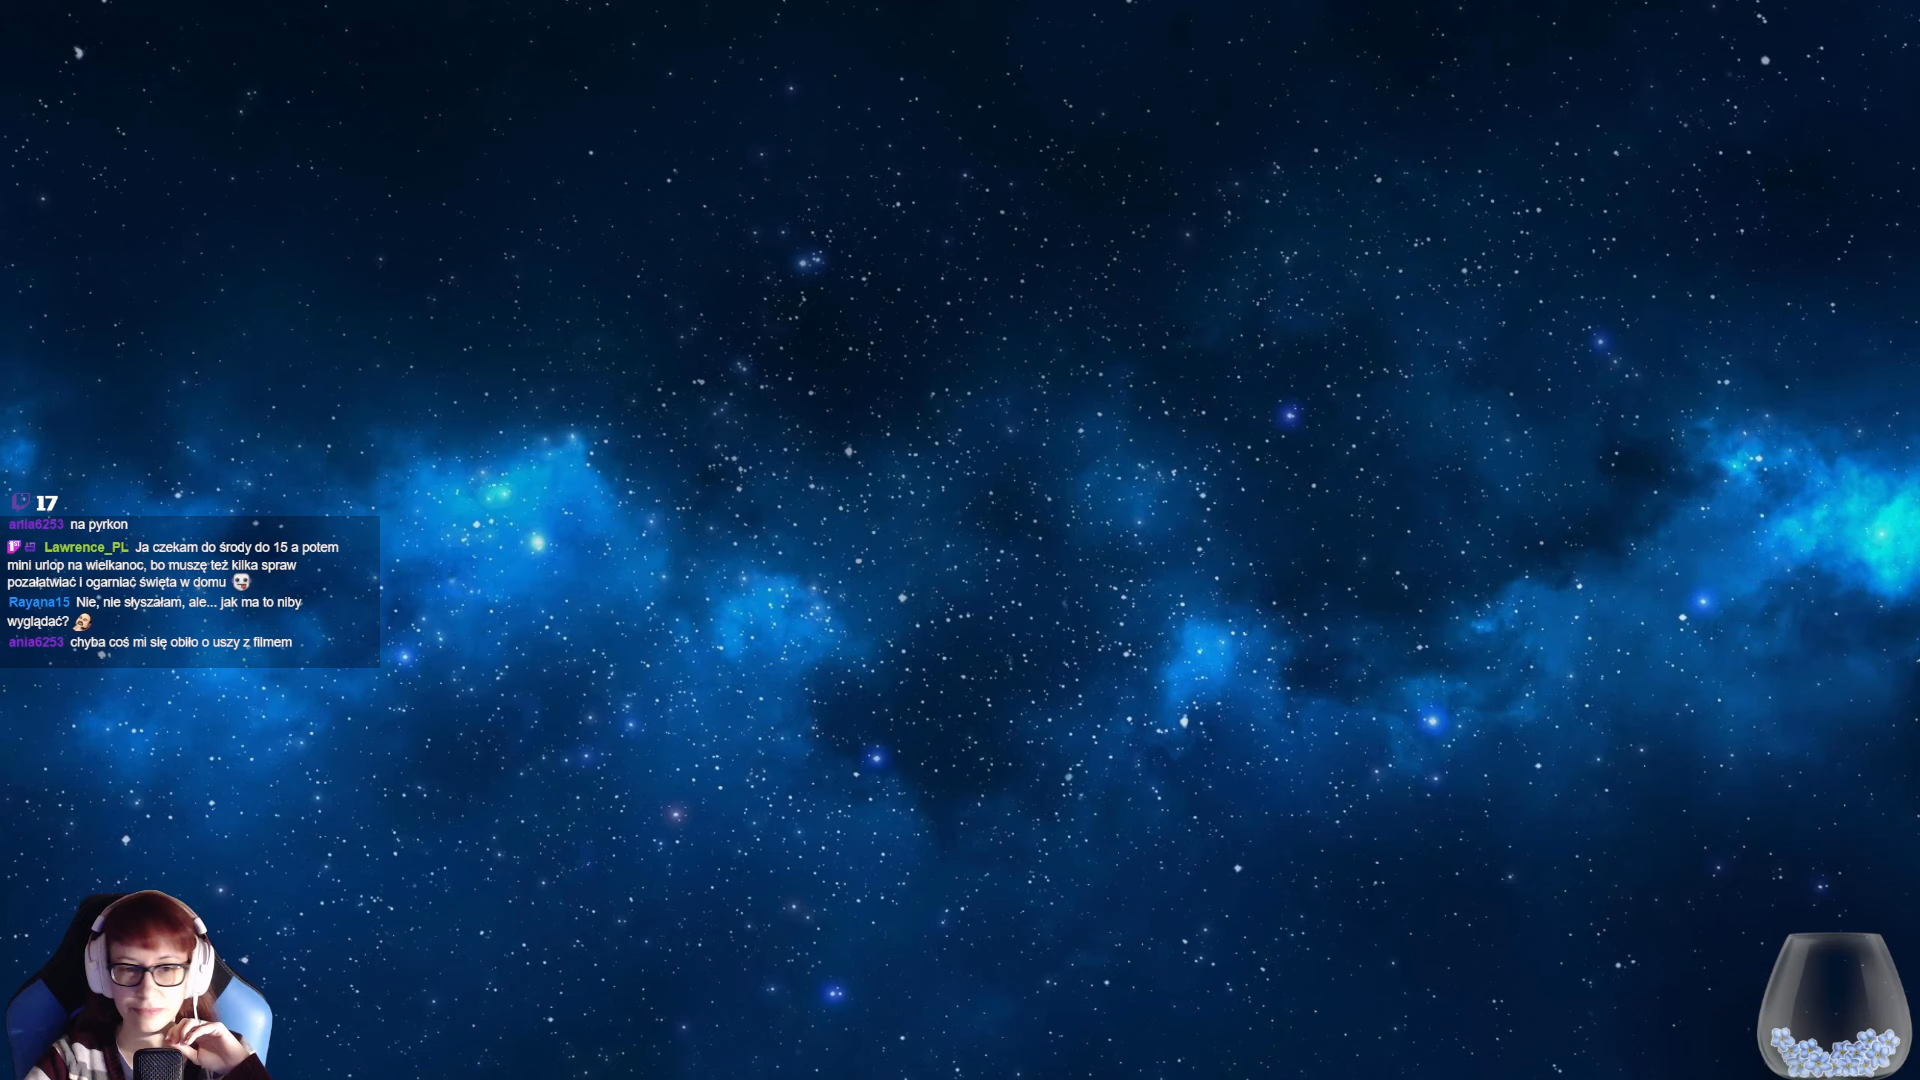 17
ania6253 na pyrkon
1ST Lawrence_PL Ja czekam do środy do 15 a potem
mini urlop na wielkanoc, bo muszę też kilka spraw
pozałatwiać i ogarniać święta w domu
Rayana15 Nie, nie słyszałam, ale... jak ma to niby
wyglądać?
ania6253 chyba coś mi się obiło o uszy z filmem